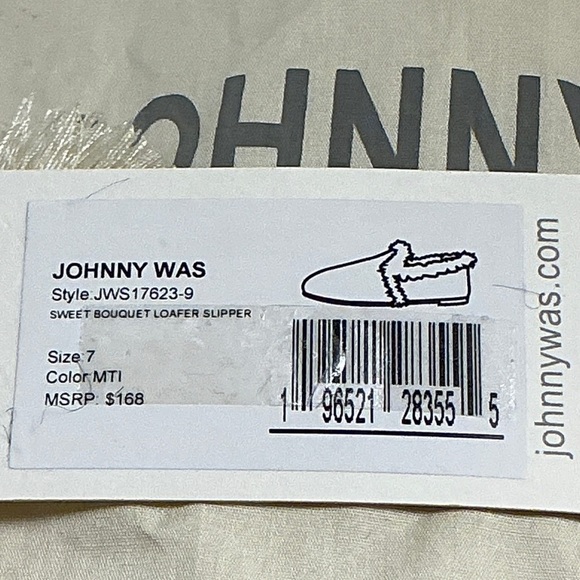 JOHNNY
JOHNNY WAS
Style:JWS17623-9
SWEET BOUQUET LOAFER SLIPPER
Size:7
Color:MTI
MSRP: $168
1 96521 28355 5
johnnywas.com